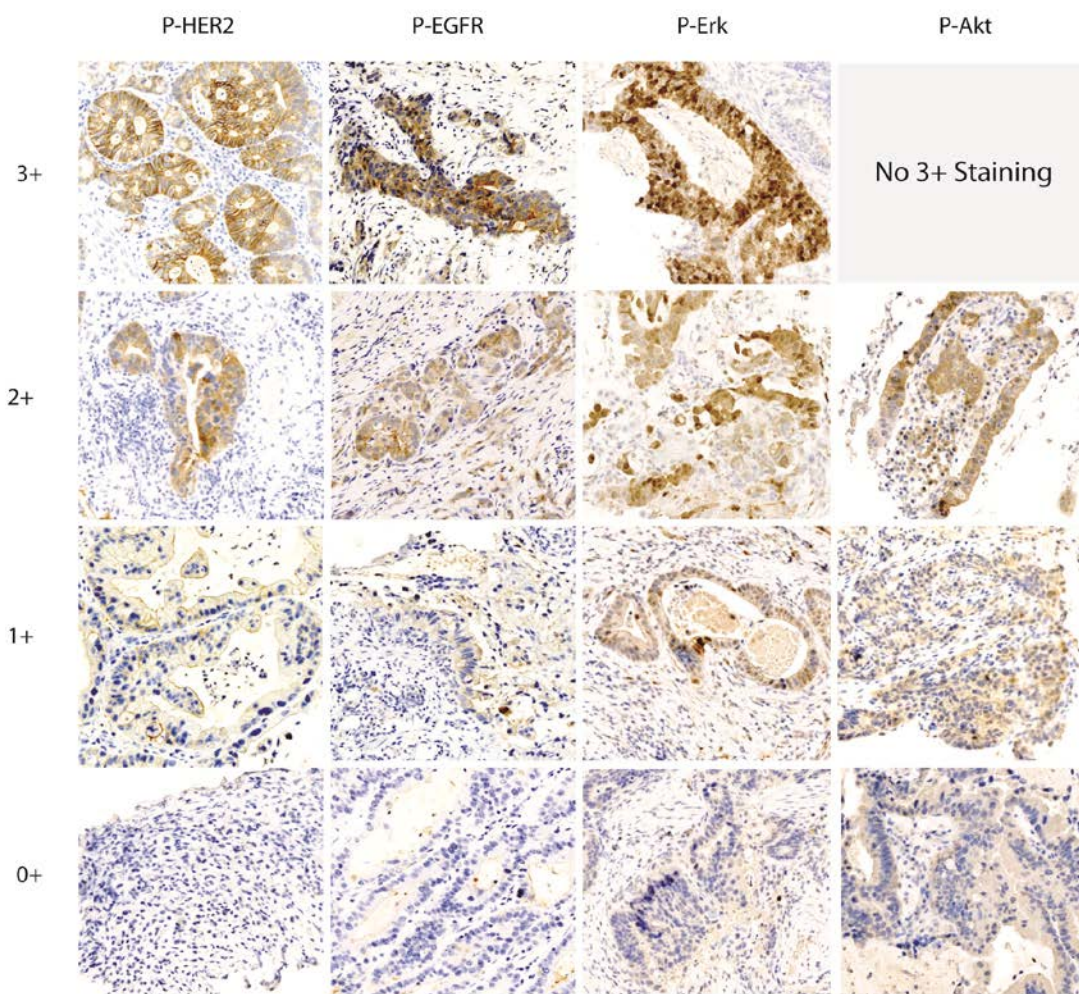 P-HER2 P-EGFR P-Erk P-Akt
3+ No 3+ Staining
2+
1+
0+